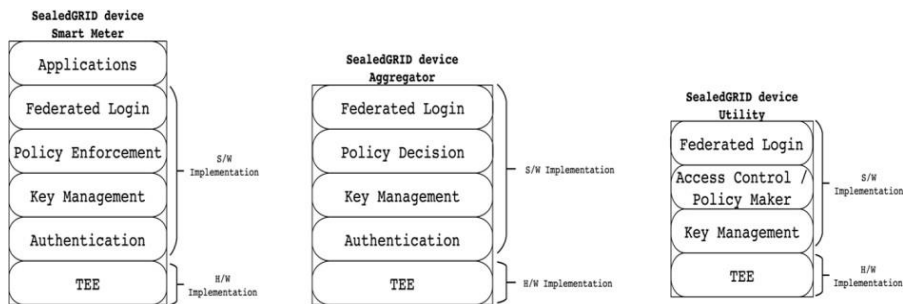 SealedGRID device
Smart Meter
Applications
Federated Login
Policy Enforcement
Key Management
Authentication
TEE
S/W
Implementation
H/W
Implementation
SealedGRID device
Aggregator
Federated Login
Policy Decision
Key Management
Authentication
TEE
S/W Implementation
H/W Implementation
SealedGRID device
Utility
Federated Login
Access Control /
Policy Maker
Key Management
TEE
S/W
Implementation
H/W
Implementation